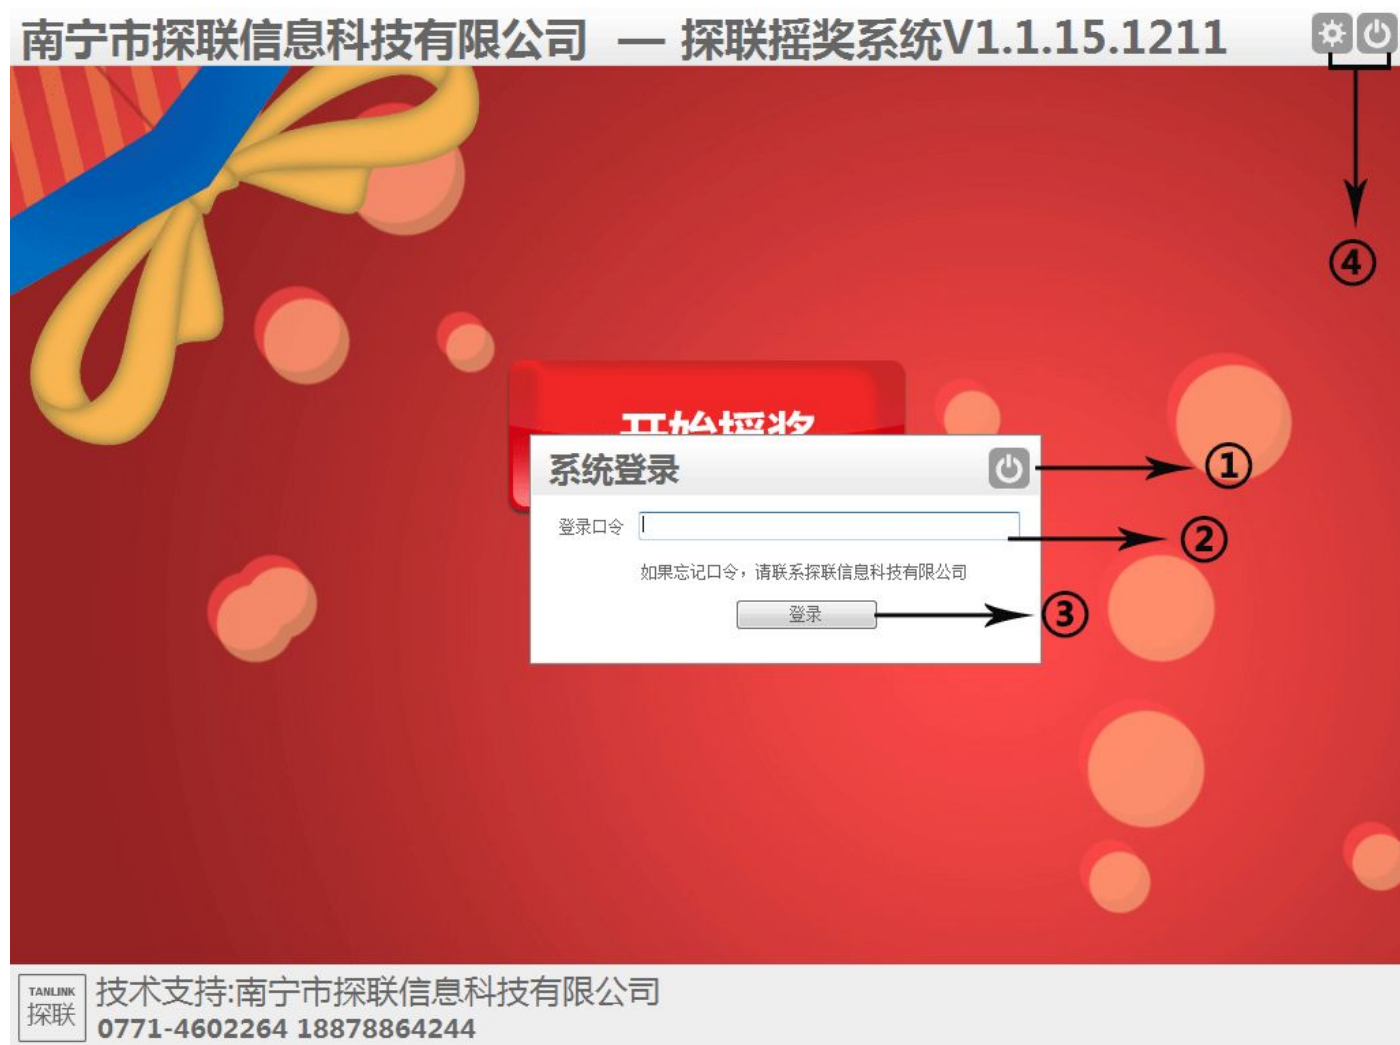 南宁市探联信息科技有限公司 — 探联摇奖系统V1.1.15.1211
④
开始摇奖
系统登录
①
登录口令
②
如果忘记口令，请联系探联信息科技有限公司
登录
③
TANLINK
探联
技术支持:南宁市探联信息科技有限公司
0771-4602264 18878864244